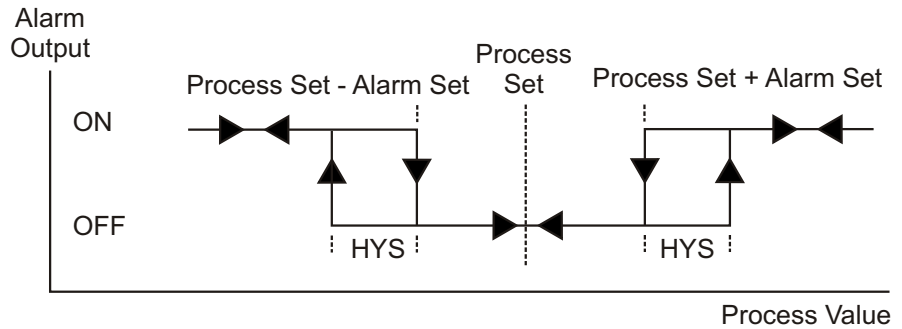 Alarm
Output
Process
Set
Process Set - Alarm Set
Process Set + Alarm Set
ON
OFF
HYS
HYS
Process Value